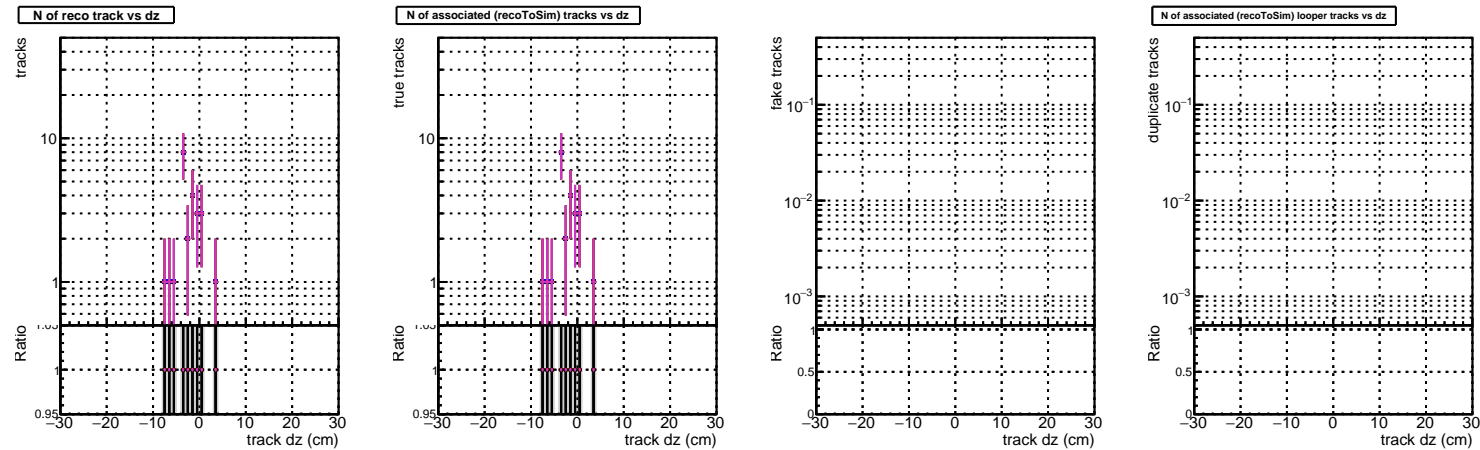 N of reco track vs dz
tracks
10
1
Ratio
1
0.95
−30 −20 −10 0 10 20 30
track dz (cm)
N of associated (recoToSim) tracks vs dz
true tracks
10
1
Ratio
1
0.95
−30 −20 −10 0 10 20 30
track dz (cm)
fake tracks
10−1
10−2
10−3
Ratio
1
0.5
0
−30 −20 −10 0 10 20 30
track dz (cm)
N of associated (recoToSim) looper tracks vs dz
duplicate tracks
10−1
10−2
10−3
Ratio
1
0.5
0
−30 −20 −10 0 10 20 30
track dz (cm)